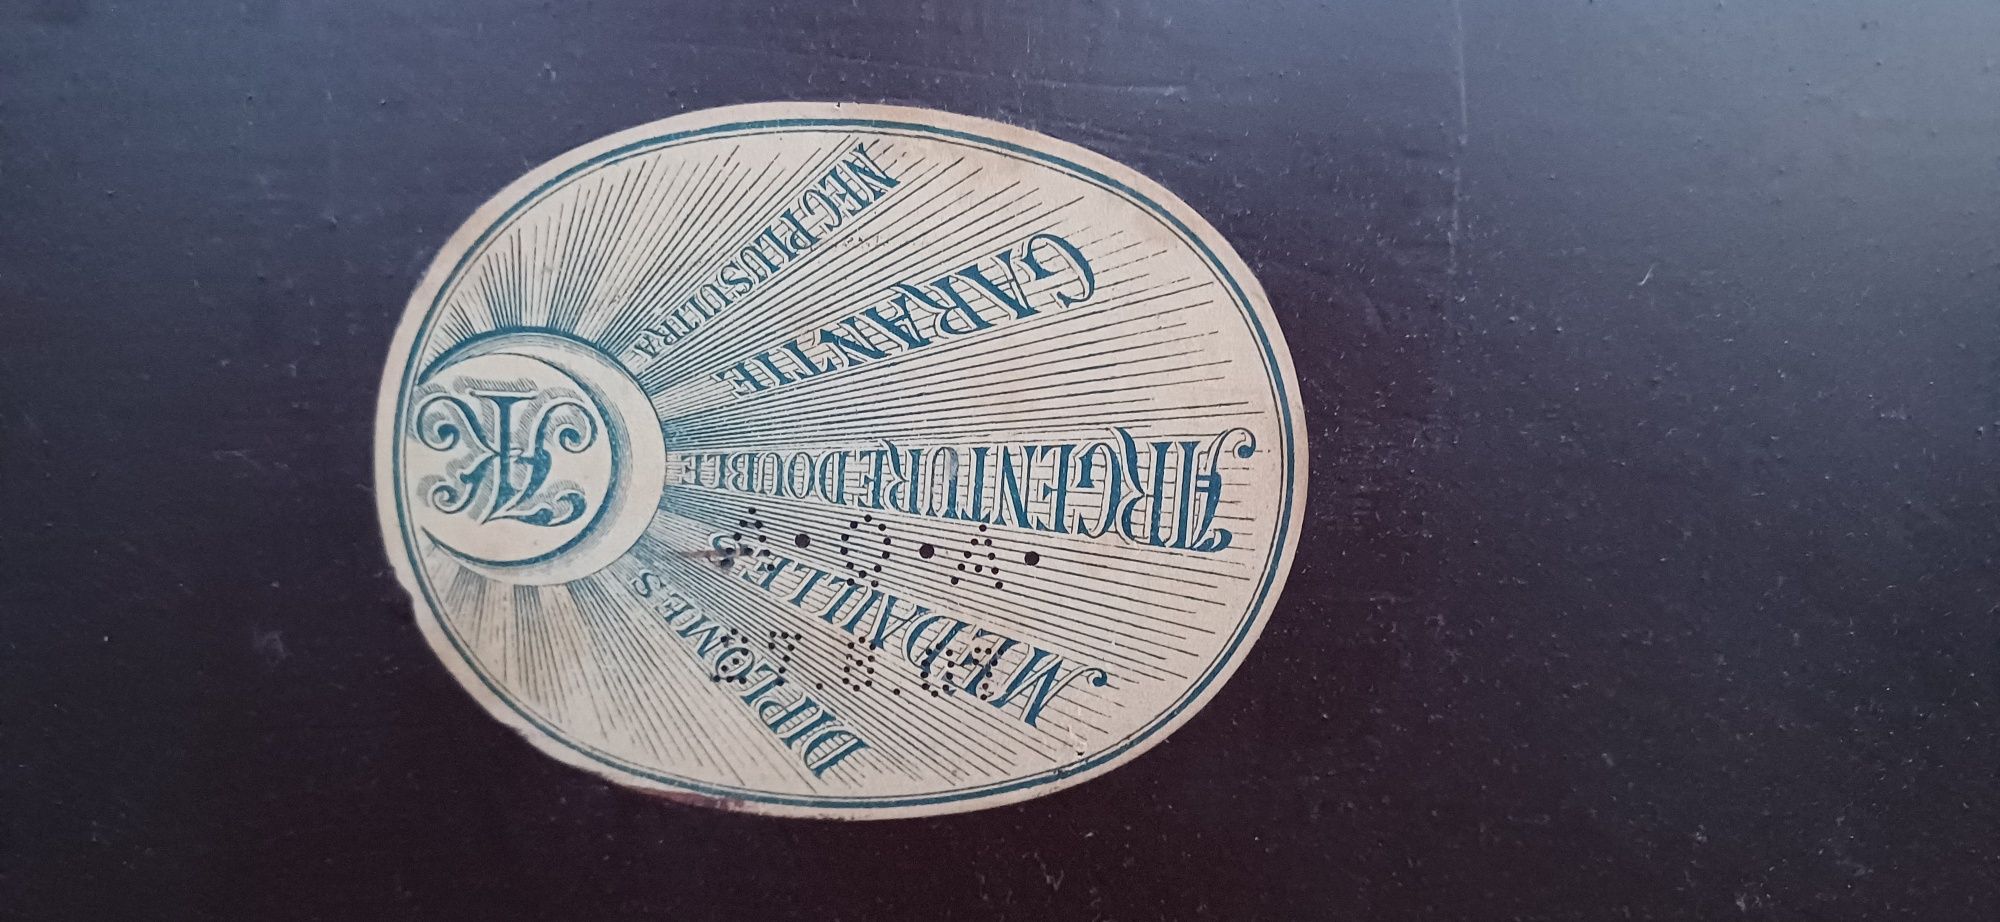 NEC PLUS ULTRA
GARANTIE
ARGENTURE DOUBLE
MEDAILLES
DIPLOMES